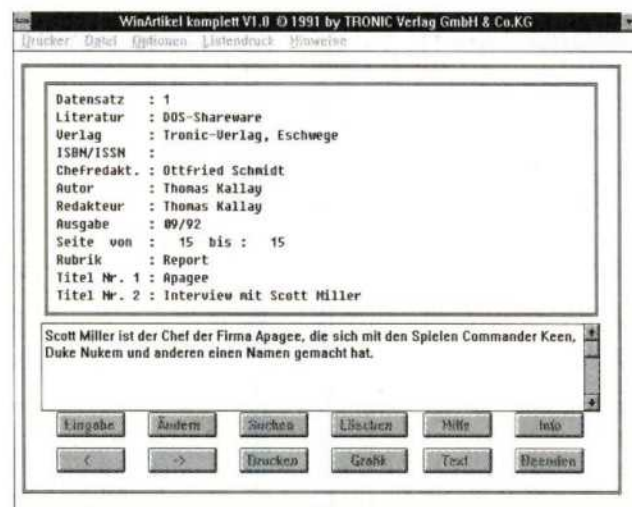 WinArtikel komplett V1.0 © 1991 by TRONIC Verlag GmbH & Co.KG
Drucker Datei Optionen Listendruck Hinweise
Datensatz : 1
Literatur : DOS-Shareware
Verlag : Tronic-Verlag, Eschwege
ISBN/ISSN :
Chefredakt. : Ottfried Schmidt
Autor : Thomas Kallay
Redakteur : Thomas Kallay
Ausgabe : 09/92
Seite von : 15 bis : 15
Rubrik : Report
Titel Nr. 1 : Apagee
Titel Nr. 2 : Interview mit Scott Miller
Scott Miller ist der Chef der Firma Apagee, die sich mit den Spielen Commander Keen,
Duke Nukem und anderen einen Namen gemacht hat.
Eingabe Ändern Suchen Löschen Hilfe Info
< -> Drucken Grafik Text Beenden